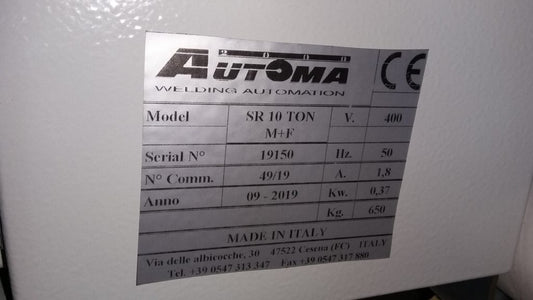 2000
AUTOMA
CE
WELDING AUTOMATION
Model SR 10 TON V. 400
M+F
Serial N° 19150 Hz. 50
N° Comm. 49/19 A. 1,8
Anno 09 - 2019 Kw. 0,37
Kg. 650
MADE IN ITALY
Via delle albicocche, 30 47522 Cesena (FC) ITALY
Tel. +39 0547 313 347 Fax +39 0547 317 880